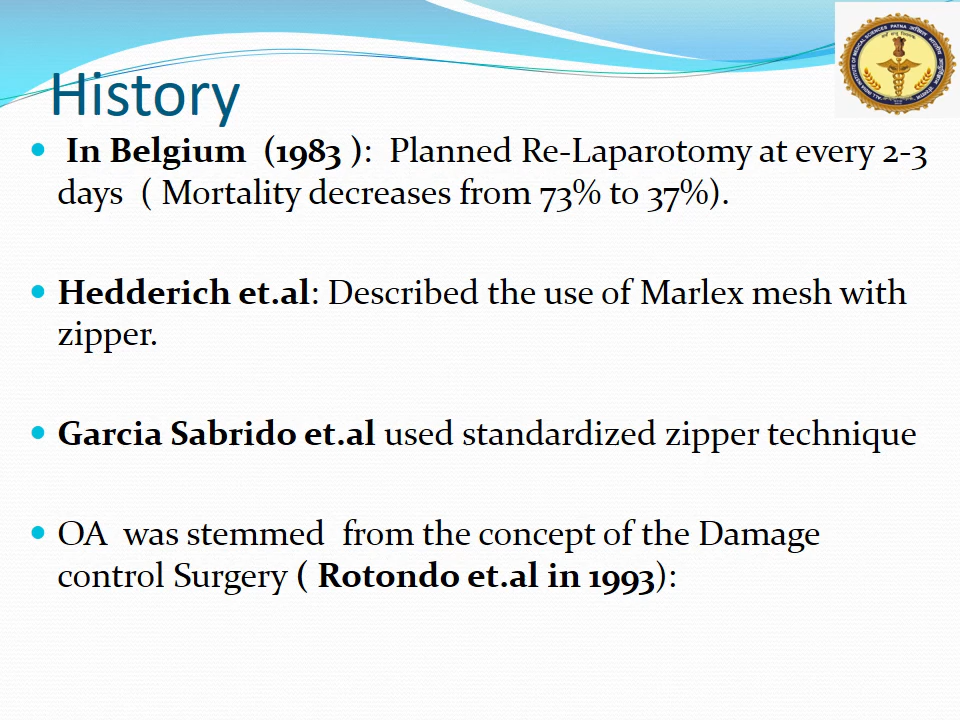 History
In Belgium (1983 ): Planned Re-Laparotomy at every 2-3
days ( Mortality decreases from 73% to 37%).
Hedderich et.al: Described the use of Marlex mesh with
zipper.
Garcia Sabrido et.al used standardized zipper technique
OA was stemmed from the concept of the Damage
control Surgery ( Rotondo et.al in 1993):